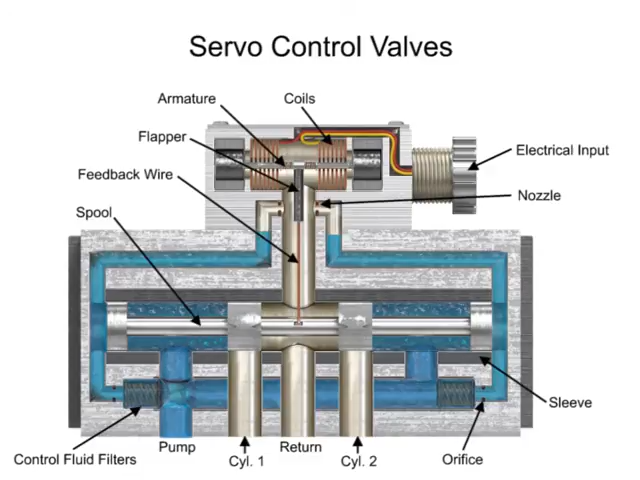 Servo Control Valves
Armature
Coils
Flapper
Electrical Input
Feedback Wire
Nozzle
Spool
Sleeve
Pump
Return
Control Fluid Filters
Cyl. 1
Cyl. 2
Orifice